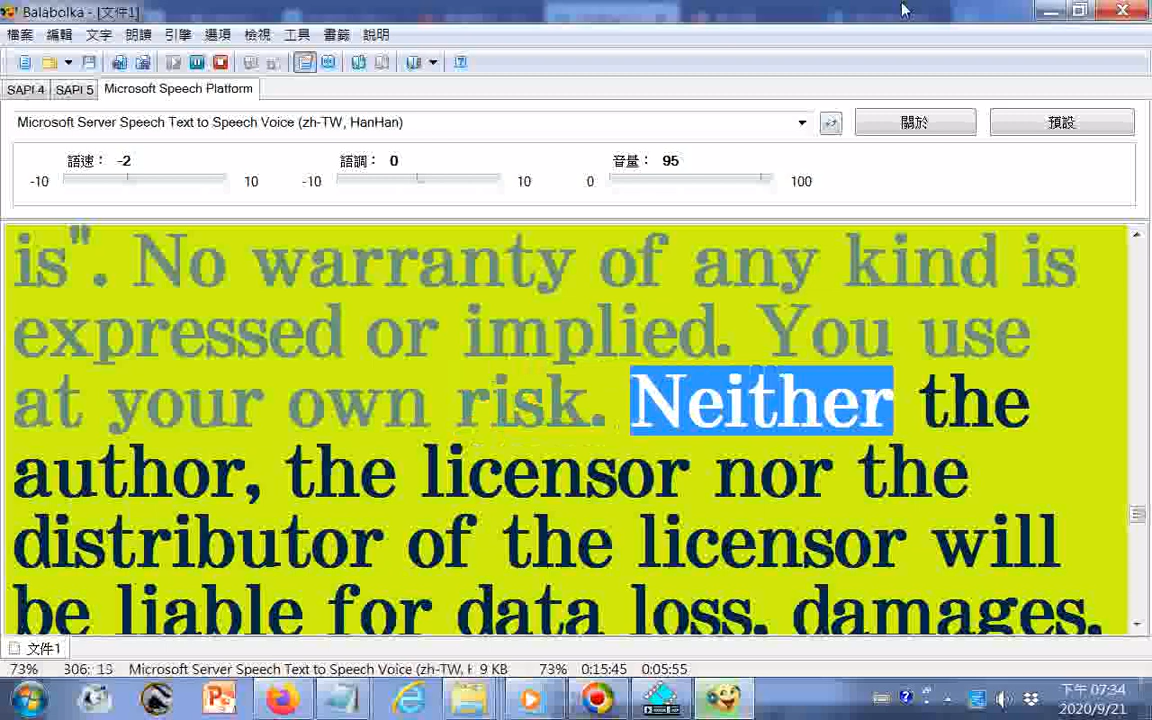 Balabolka - [文件1]
檔案 編輯 文字 朗讀 引擎 選項 檢視 工具 書籤 說明
SAPI 4 SAPI 5 Microsoft Speech Platform
Microsoft Server Speech Text to Speech Voice (zh-TW, HanHan) 關於 預設
語速： -2 語調： 0 音量： 95
-10 10 -10 10 0 100
is". No warranty of any kind is
expressed or implied. You use
at your own risk. Neither the
author, the licensor nor the
distributor of the licensor will
be liable for data loss, damages,
文件1
73% 306: 15 Microsoft Server Speech Text to Speech Voice (zh-TW, 9 KB 73% 0:15:45 0:05:55
下午 07:34
2020/9/21